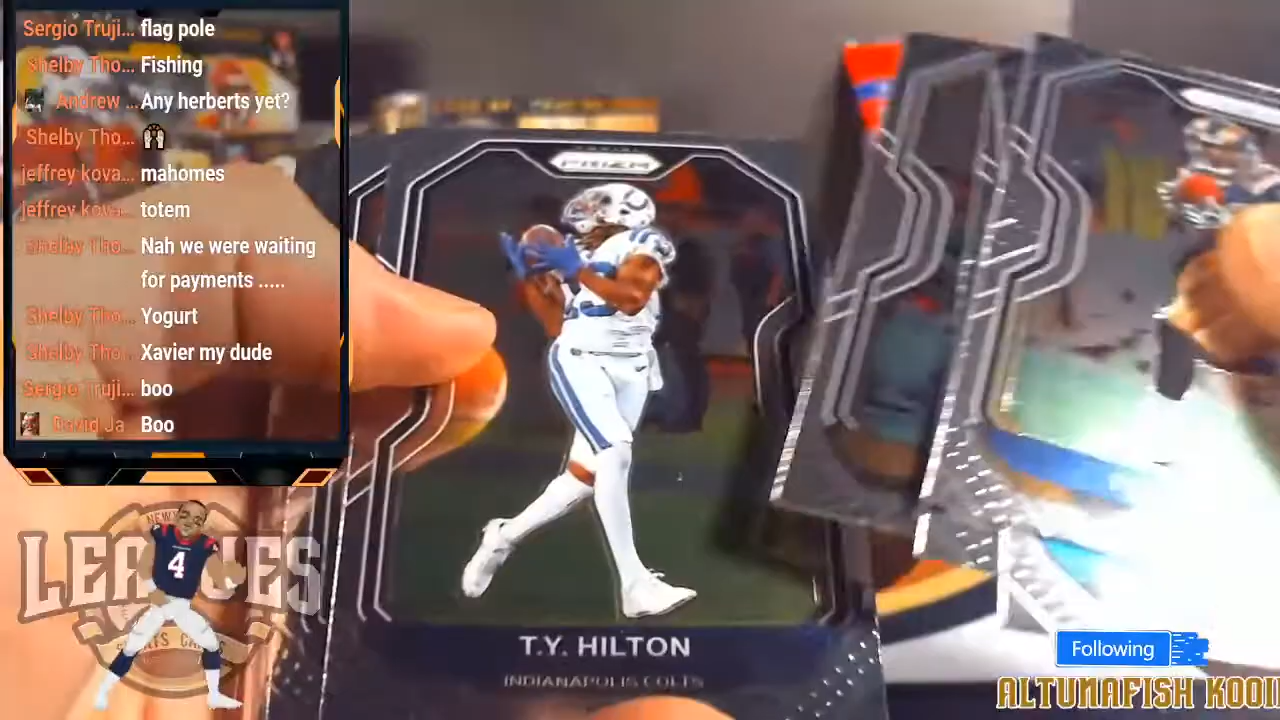 Sergio Truji... flag pole
Shelby Tho... Fishing
Andrew ... Any herberts yet?
Shelby Tho...
jeffrey kova... mahomes
jeffrey kova... totem
Shelby Tho... Nah we were waiting
for payments .....
Shelby Tho... Yogurt
Shelby Tho... Xavier my dude
Sergio Truji... boo
David Ja Boo
PRIZM
T.Y. HILTON
INDIANAPOLIS COLTS
4
Following